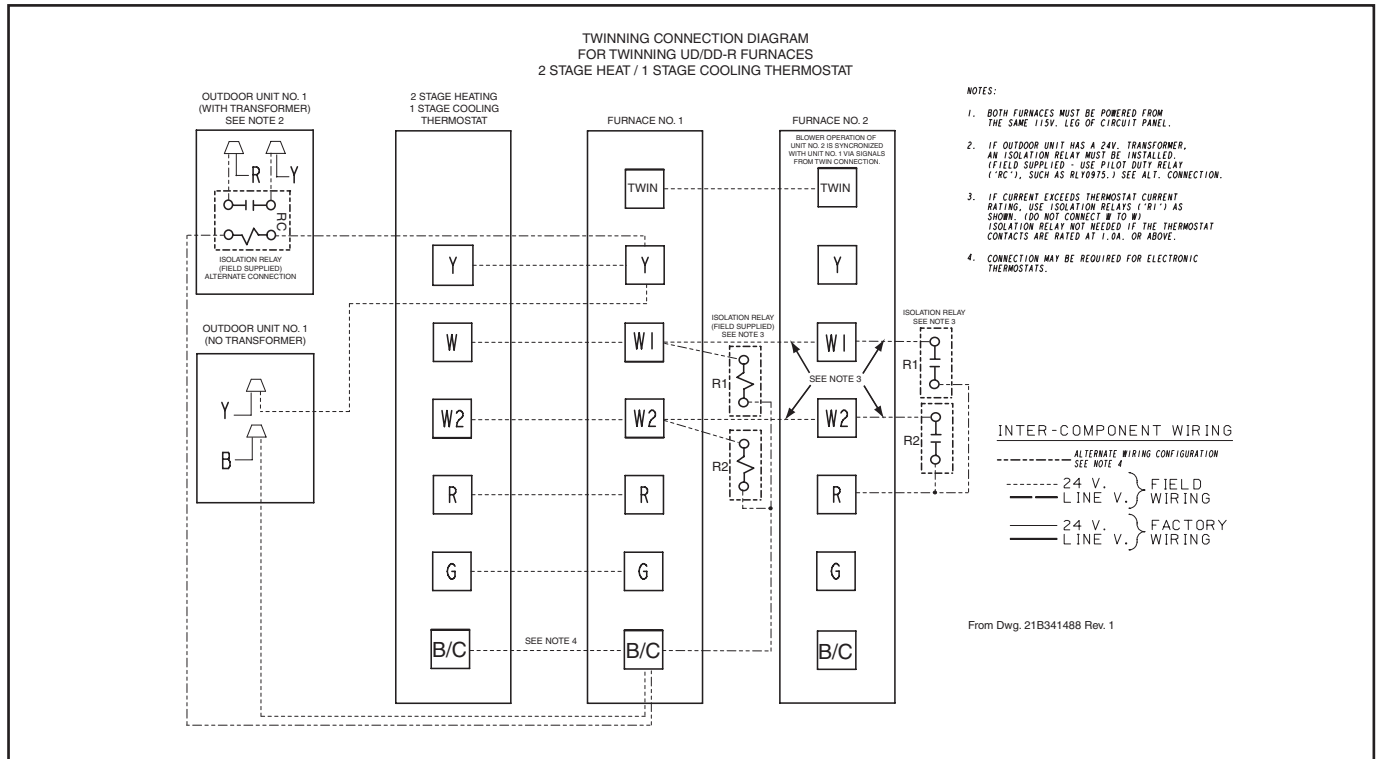 TWINNING CONNECTION DIAGRAM
FOR TWINNING UD/DD-R FURNACES
2 STAGE HEAT / 1 STAGE COOLING THERMOSTAT
OUTDOOR UNIT NO. 1
(WITH TRANSFORMER)
SEE NOTE 2
R
Y
RC
ISOLATION RELAY
(FIELD SUPPLIED)
ALTERNATE CONNECTION
OUTDOOR UNIT NO. 1
(NO TRANSFORMER)
Y
B
2 STAGE HEATING
1 STAGE COOLING
THERMOSTAT
Y
W
W2
R
G
B/C
SEE NOTE 4
FURNACE NO. 1
TWIN
Y
W1
W2
R
G
B/C
ISOLATION RELAY
(FIELD SUPPLIED)
SEE NOTE 3
R1
R2
FURNACE NO. 2
BLOWER OPERATION OF
UNIT NO. 2 IS SYNCRONIZED
WITH UNIT NO. 1 VIA SIGNALS
FROM TWIN CONNECTION.
TWIN
Y
W1
SEE NOTE 3
W2
R
G
B/C
ISOLATION RELAY
SEE NOTE 3
R1
R2
NOTES:
1. BOTH FURNACES MUST BE POWERED FROM
THE SAME 115V. LEG OF CIRCUIT PANEL.
2. IF OUTDOOR UNIT HAS A 24V. TRANSFORMER,
AN ISOLATION RELAY MUST BE INSTALLED.
(FIELD SUPPLIED - USE PILOT DUTY RELAY
('RC'), SUCH AS RLY0975.) SEE ALT. CONNECTION.
3. IF CURRENT EXCEEDS THERMOSTAT CURRENT
RATING, USE ISOLATION RELAYS ('R1') AS
SHOWN. (DO NOT CONNECT W TO W)
ISOLATION RELAY NOT NEEDED IF THE THERMOSTAT
CONTACTS ARE RATED AT 1.0A. OR ABOVE.
4. CONNECTION MAY BE REQUIRED FOR ELECTRONIC
THERMOSTATS.
INTER-COMPONENT WIRING
ALTERNATE WIRING CONFIGURATION
SEE NOTE 4
24 V. } FIELD
LINE V. } WIRING
24 V. } FACTORY
LINE V. } WIRING
From Dwg. 21B341488 Rev. 1